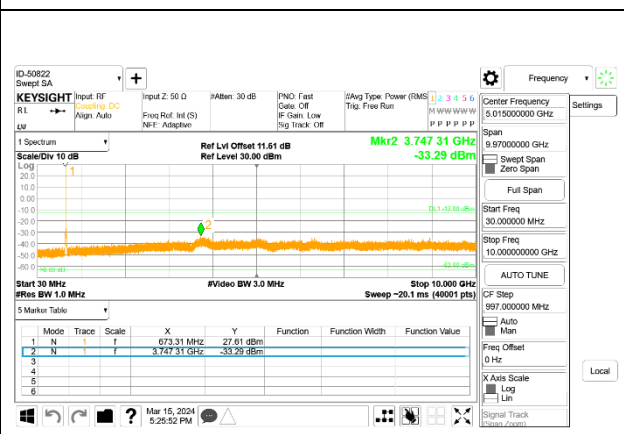 ID-50822
Swept SA
Frequency
Settings
KEYSIGHT
R L
Input: RF
Coupling: DC
Align: Auto
Input Z: 50 Ω
Freq Ref: Int (S)
NFE: Adaptive
#Atten: 30 dB
PNO: Fast
Gate: Off
IF Gain: Low
Sig Track: Off
#Avg Type: Power (RMS
Trig: Free Run
1 2 3 4 5 6
M W W W W W
P P P P P P
1 Spectrum
Scale/Div 10 dB
Ref Lvl Offset 11.61 dB
Ref Level 30.00 dBm
Mkr2 3.747 31 GHz
-33.29 dBm
Log
20.0
10.0
0.00
-10.0
-20.0
-30.0
-40.0
-50.0
-60.0
1
2
DL1 -13.00 dBm
Start 30 MHz
#Res BW 1.0 MHz
#Video BW 3.0 MHz
Stop 10.000 GHz
Sweep ~20.1 ms (40001 pts)
5 Marker Table
Mode Trace Scale X Y Function Function Width Function Value
1 N 1 f 673.31 MHz 27.61 dBm
2 N 1 f 3.747 31 GHz -33.29 dBm
3
4
5
6
Mar 15, 2024
5:25:52 PM
Center Frequency
5.015000000 GHz
Span
9.97000000 GHz
Swept Span
Zero Span
Full Span
Start Freq
30.000000 MHz
Stop Freq
10.00000000 GHz
AUTO TUNE
CF Step
997.000000 MHz
Auto
Man
Freq Offset
0 Hz
X Axis Scale
Log
Lin
Signal Track
(Span Zoom)
Local